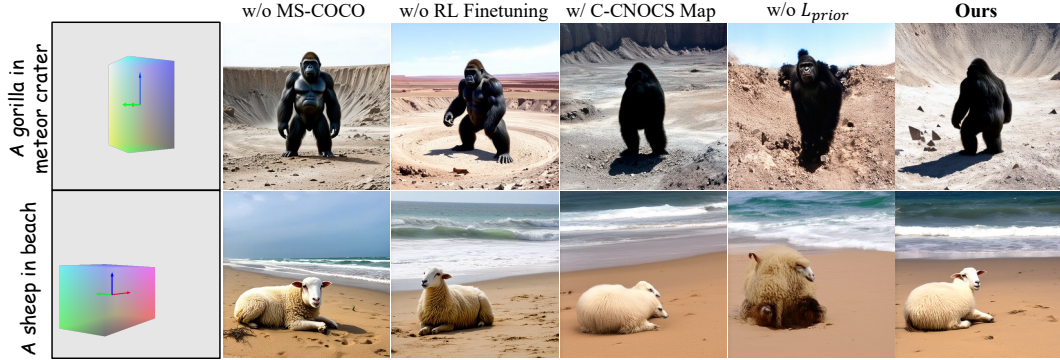 w/o MS-COCO
w/o RL Finetuning
w/ C-CNOCS Map
w/o L_prior
Ours
A gorilla in
meteor crater
A sheep in beach